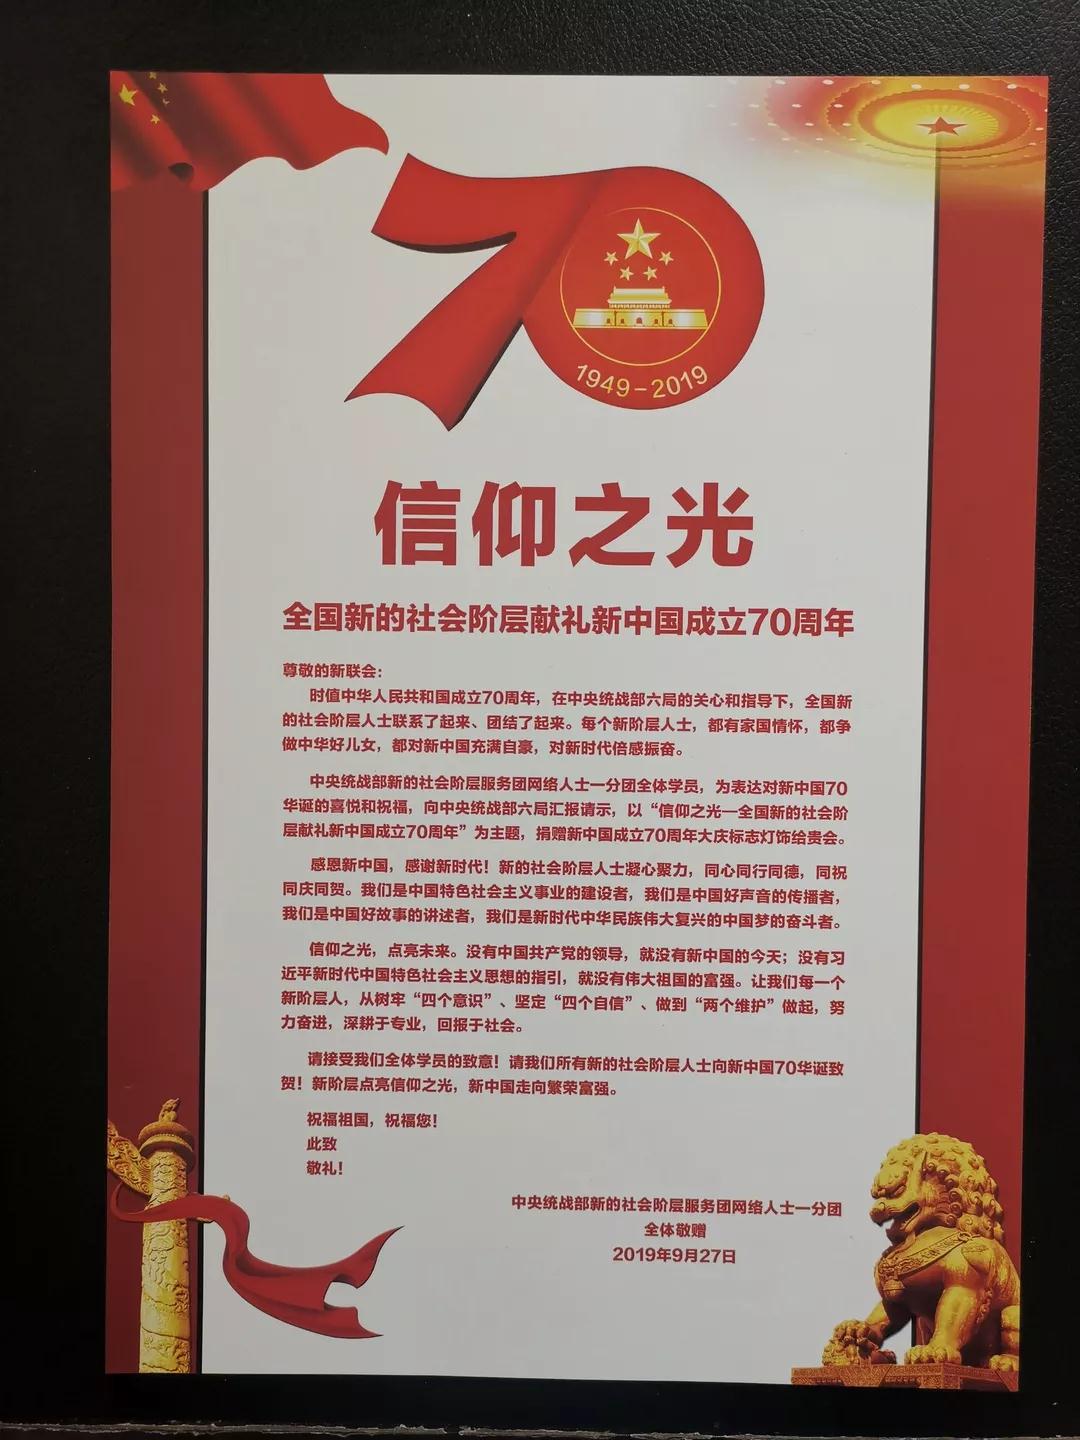 1949-2019
信仰之光
全国新的社会阶层献礼新中国成立70周年
尊敬的新联会：
时值中华人民共和国成立70周年，在中央统战部六局的关心和指导下，全国新
的社会阶层人士联系了起来、团结了起来。每个新阶层人士，都有家国情怀，都争
做中华好儿女，都对新中国充满自豪，对新时代倍感振奋。
中央统战部新的社会阶层服务团网络人士一分团全体学员，为表达对新中国70
华诞的喜悦和祝福，向中央统战部六局汇报请示，以“信仰之光—全国新的社会阶
层献礼新中国成立70周年”为主题，捐赠新中国成立70周年大庆标志灯饰给贵会。
感恩新中国，感谢新时代！新的社会阶层人士凝心聚力，同心同行同德，同祝
同庆同贺。我们是中国特色社会主义事业的建设者，我们是中国好声音的传播者，
我们是中国好故事的讲述者，我们是新时代中华民族伟大复兴的中国梦的奋斗者。
信仰之光，点亮未来。没有中国共产党的领导，就没有新中国的今天；没有习
近平新时代中国特色社会主义思想的指引，就没有伟大祖国的富强。让我们每一个
新阶层人，从树牢“四个意识”、坚定“四个自信”、做到“两个维护”做起，努
力奋进，深耕于专业，回报于社会。
请接受我们全体学员的致意！请我们所有新的社会阶层人士向新中国70华诞致
贺！新阶层点亮信仰之光，新中国走向繁荣富强。
祝福祖国，祝福您！
此致
敬礼！
中央统战部新的社会阶层服务团网络人士一分团
全体敬赠
2019年9月27日